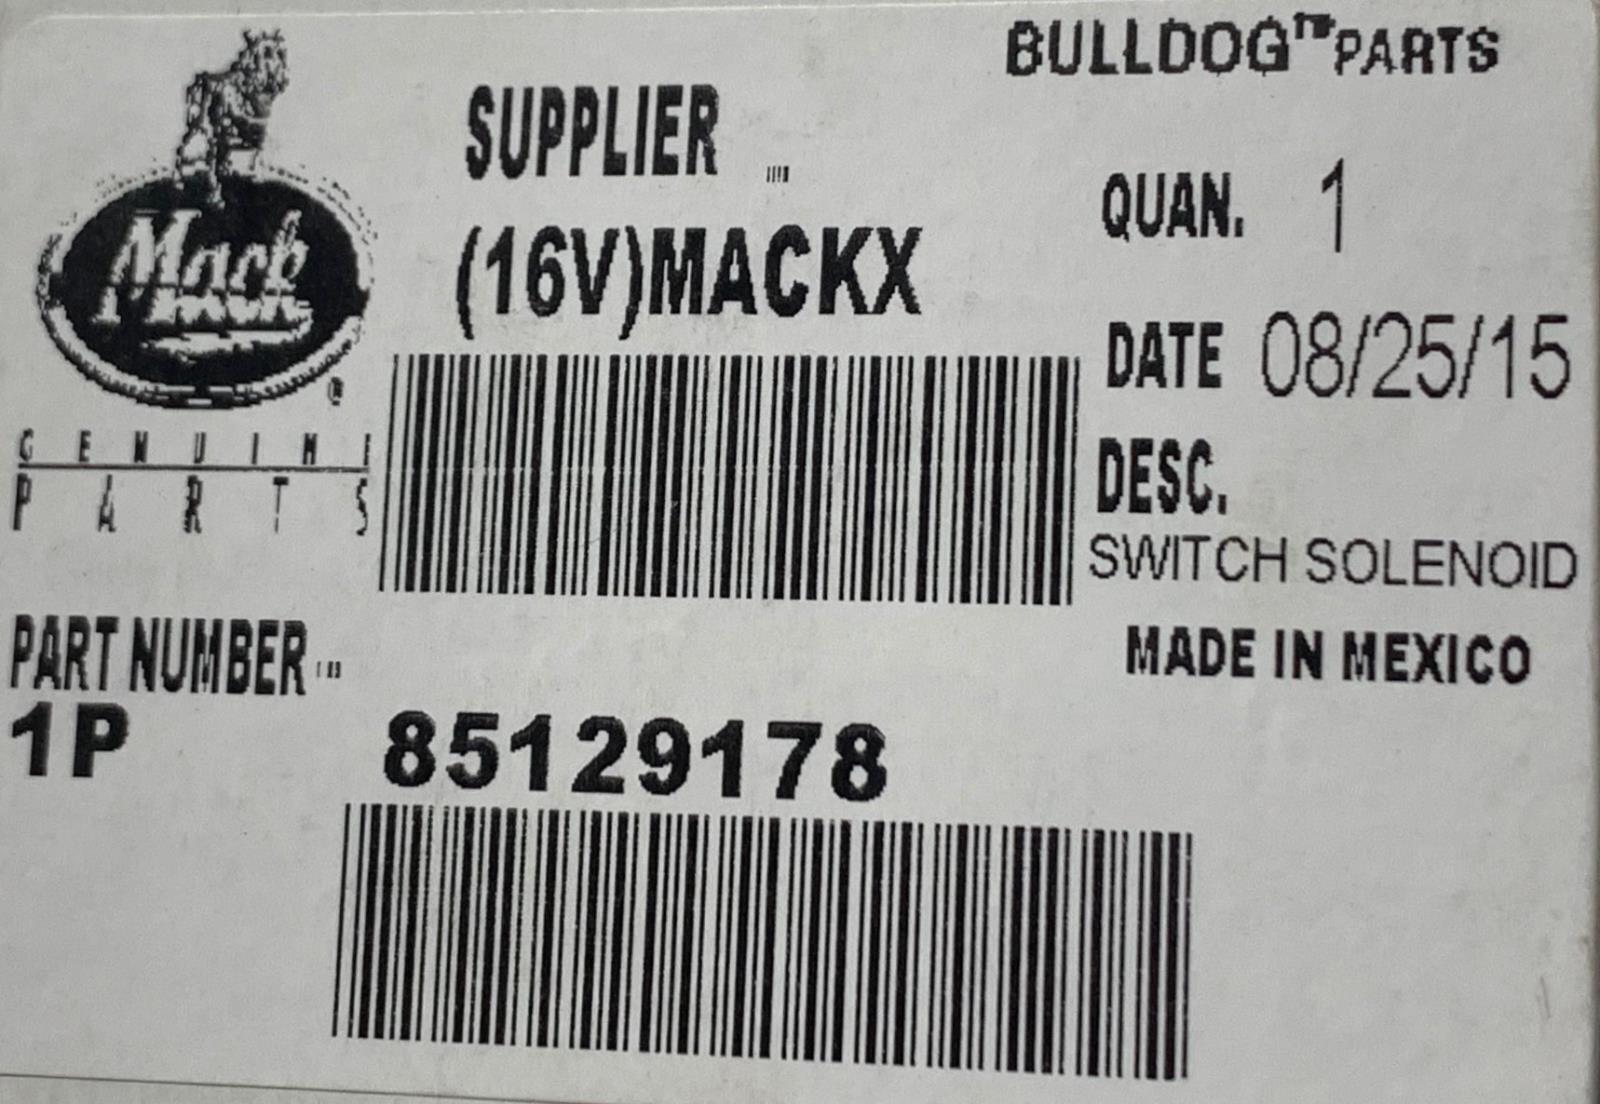 BULLDOG™ PARTS
Mack
®
GENUINE
PARTS
SUPPLIER
(16V)MACKX
QUAN. 1
DATE 08/25/15
DESC.
SWITCH SOLENOID
MADE IN MEXICO
PART NUMBER
1P 85129178